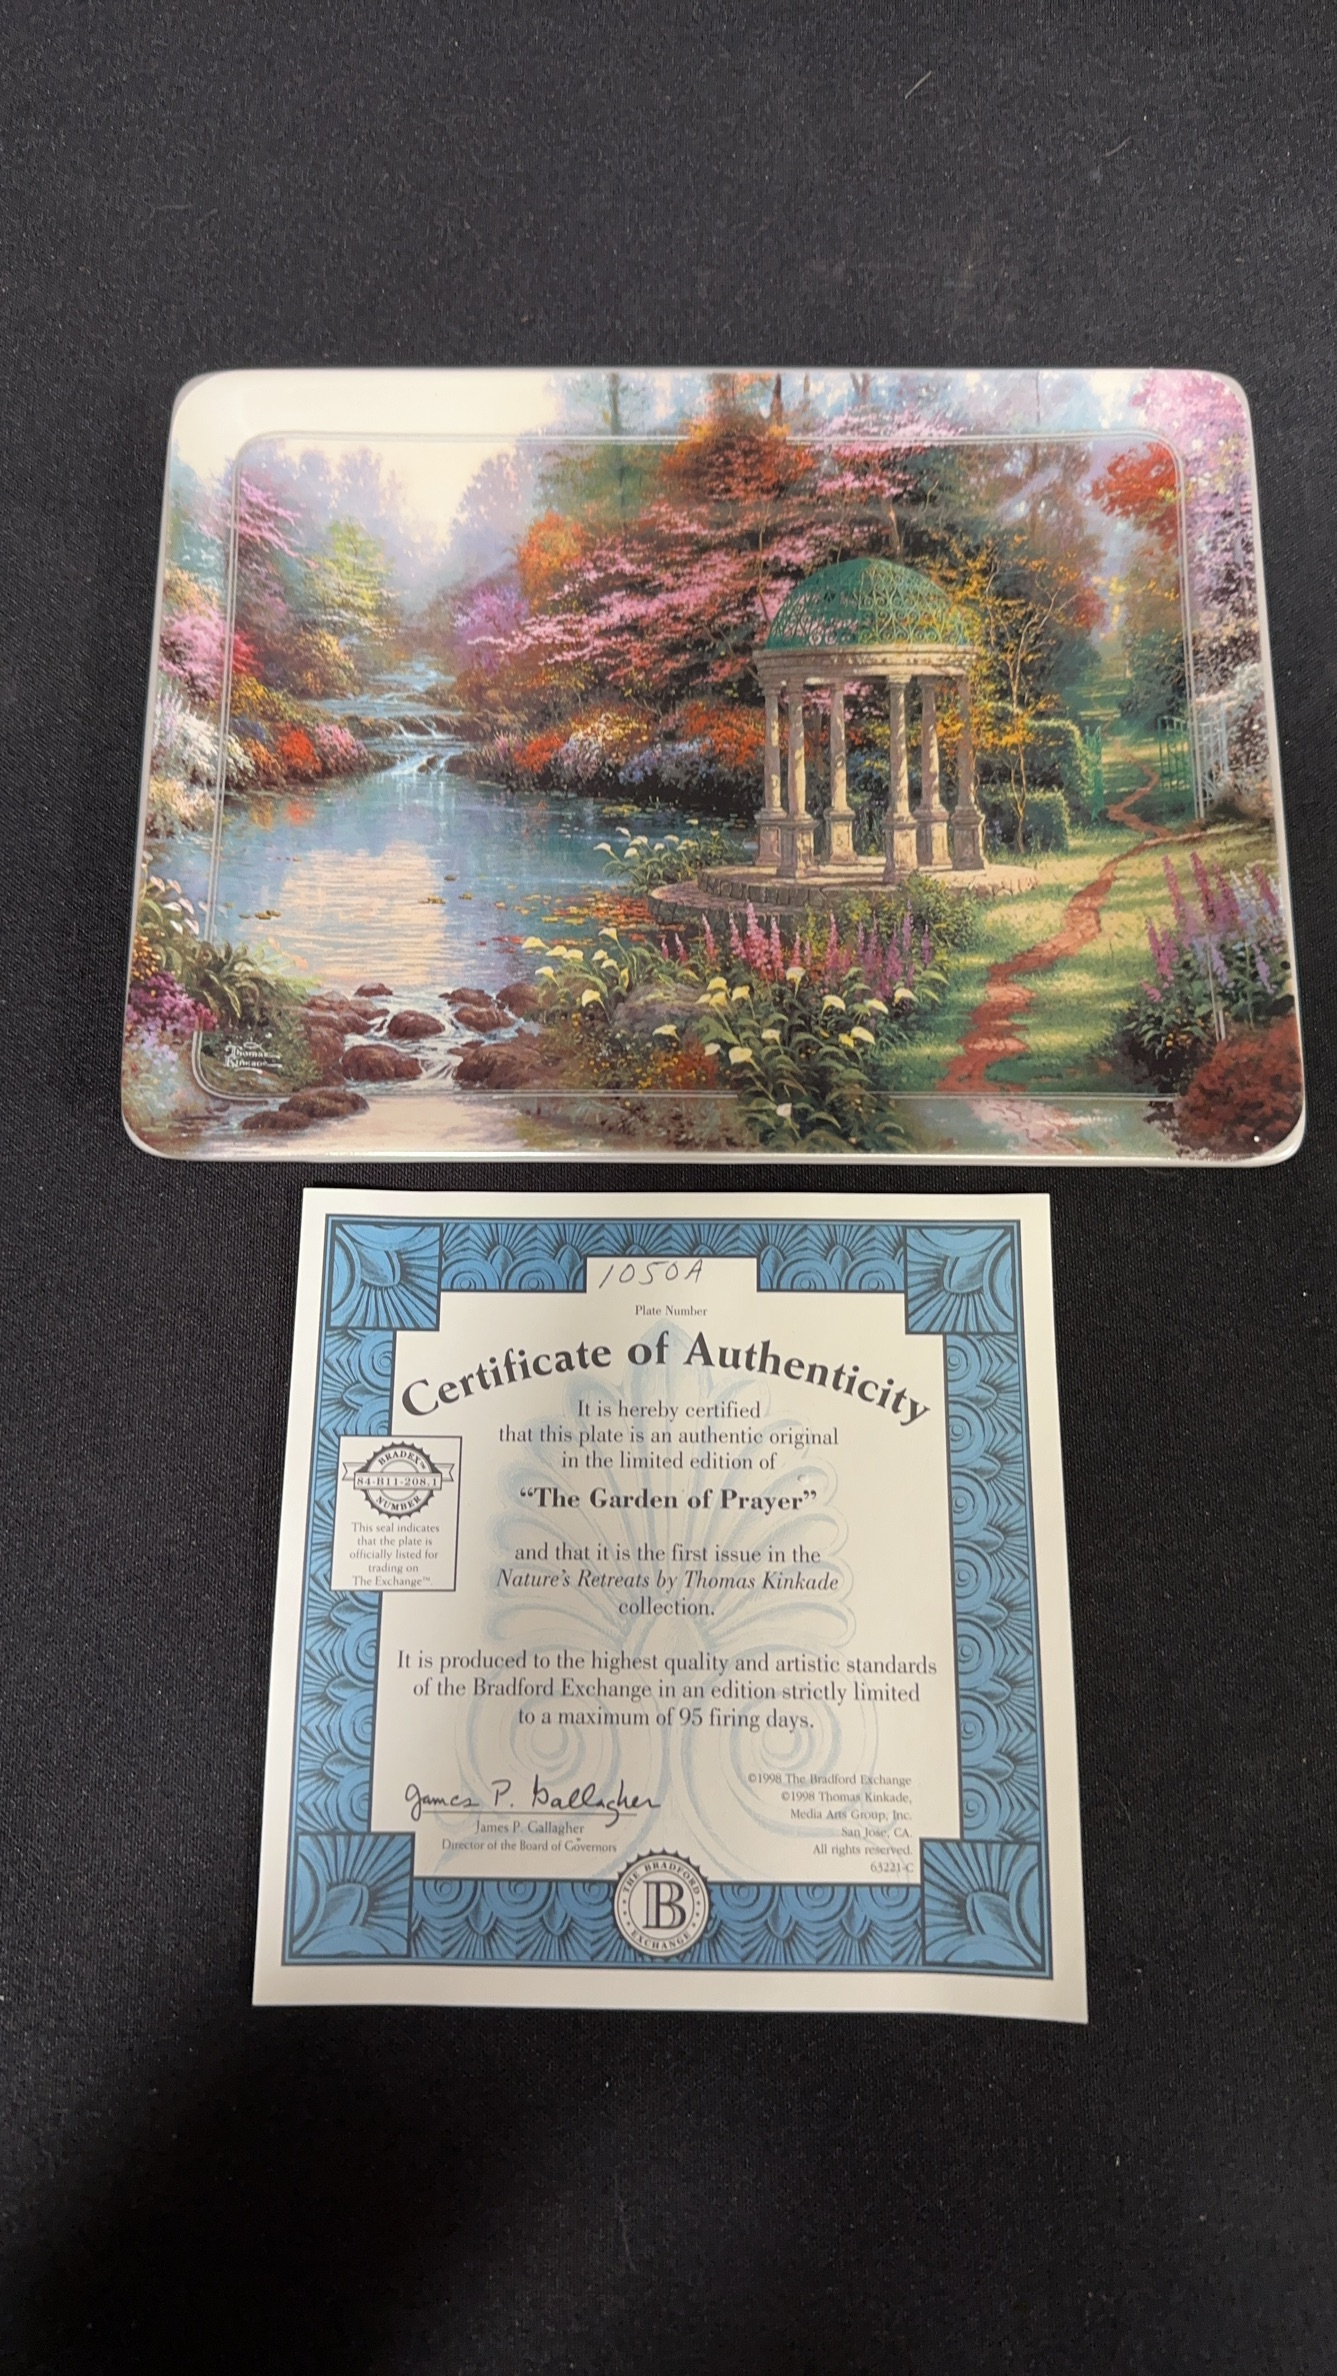 Thomas
Kinkade
1050A
Plate Number
Certificate of Authenticity
It is hereby certified
that this plate is an authentic original
in the limited edition of
“The Garden of Prayer”
and that it is the first issue in the
Nature's Retreats by Thomas Kinkade
collection.
BRADEX™
84-B11-208.1
NUMBER
This seal indicates
that the plate is
officially listed for
trading on
The Exchange™.
It is produced to the highest quality and artistic standards
of the Bradford Exchange in an edition strictly limited
to a maximum of 95 firing days.
James P. Gallagher
James P. Gallagher
Director of the Board of Governors
©1998 The Bradford Exchange
©1998 Thomas Kinkade,
Media Arts Group, Inc.
San Jose, CA.
All rights reserved.
63221-C
THE BRADFORD
B
EXCHANGE